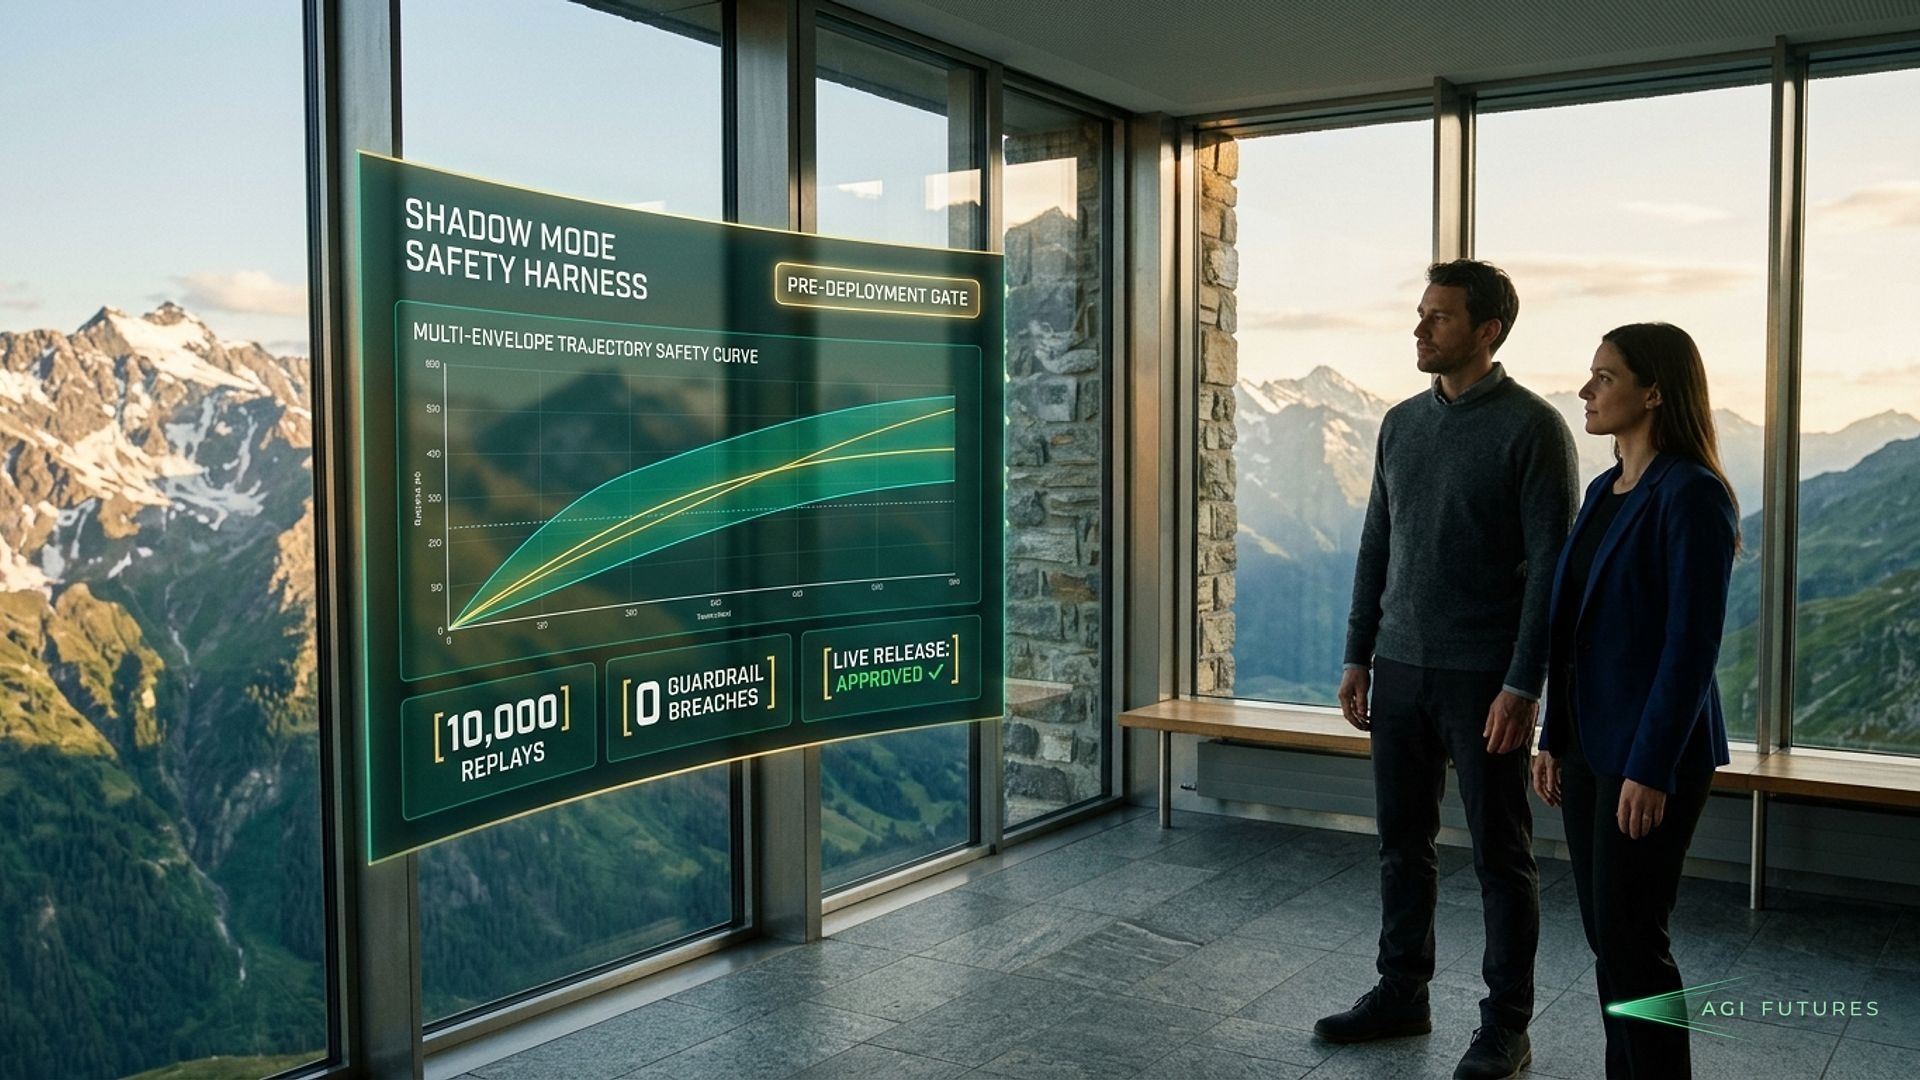 SHADOW MODE
SAFETY HARNESS
PRE-DEPLOYMENT GATE
MULTI-ENVELOPE TRAJECTORY SAFETY CURVE
[10,000]
REPLAYS
[0 GUARDRAIL
BREACHES]
[LIVE RELEASE:
APPROVED ✓]
AGI FUTURES